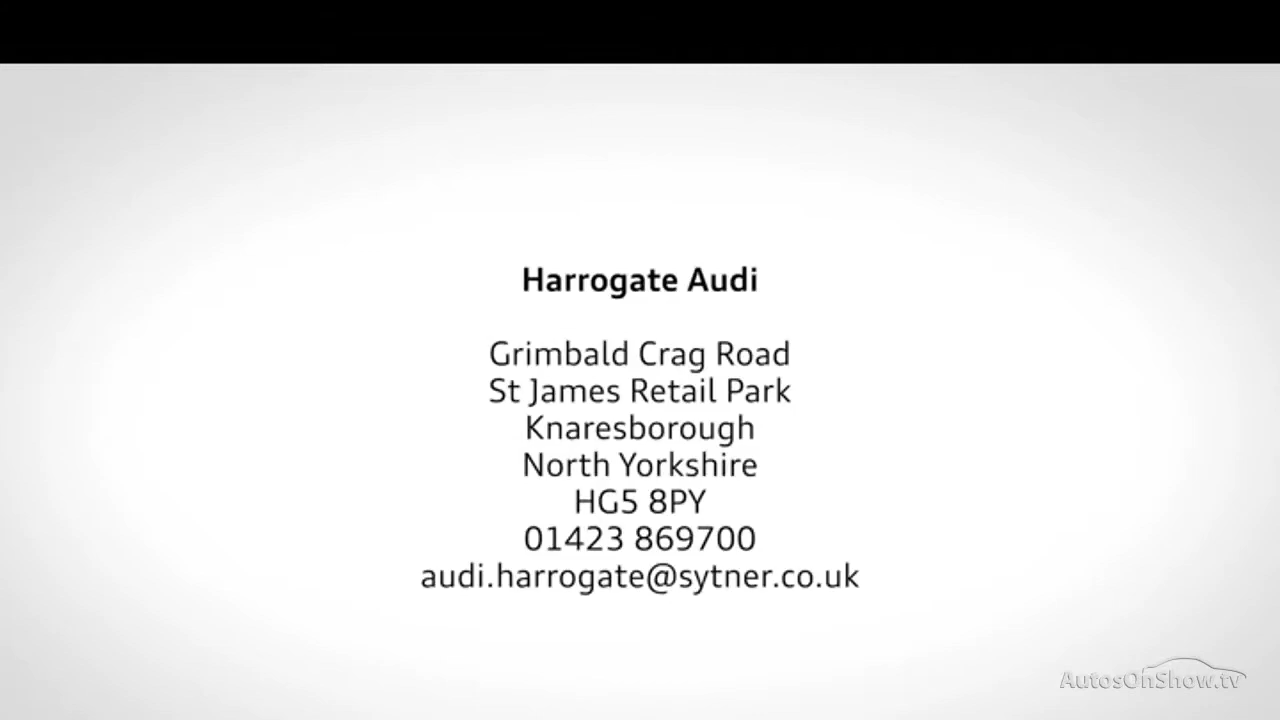 Harrogate Audi
Grimbald Crag Road
St James Retail Park
Knaresborough
North Yorkshire
HG5 8PY
01423 869700
audi.harrogate@sytner.co.uk
AutosOnShow.tv